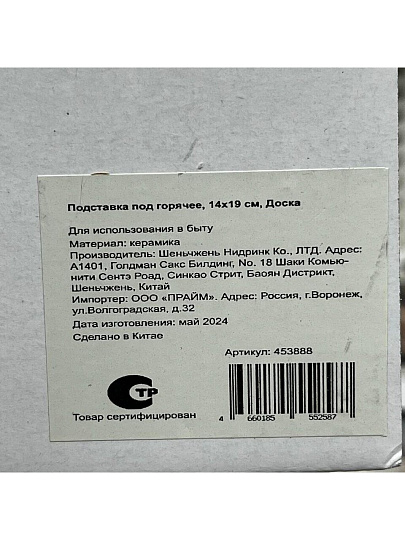 Подставка под горячее, 14х19 см, Доска
Для использования в быту
Материал: керамика
Производитель: Шеньчжень Нидринк Ко., ЛТД. Адрес:
А1401, Голдман Сакс Билдинг, No. 18 Шаки Комью-
нити Сентэ Роад, Синкао Стрит, Баоян Дистрикт,
Шеньчжень, Китай
Импортер: ООО «ПРАЙМ». Адрес: Россия, г.Воронеж,
ул.Волгоградская, д.32
Дата изготовления: май 2024
Сделано в Китае
Артикул: 453888
СТР
Товар сертифицирован
4 660185 552587